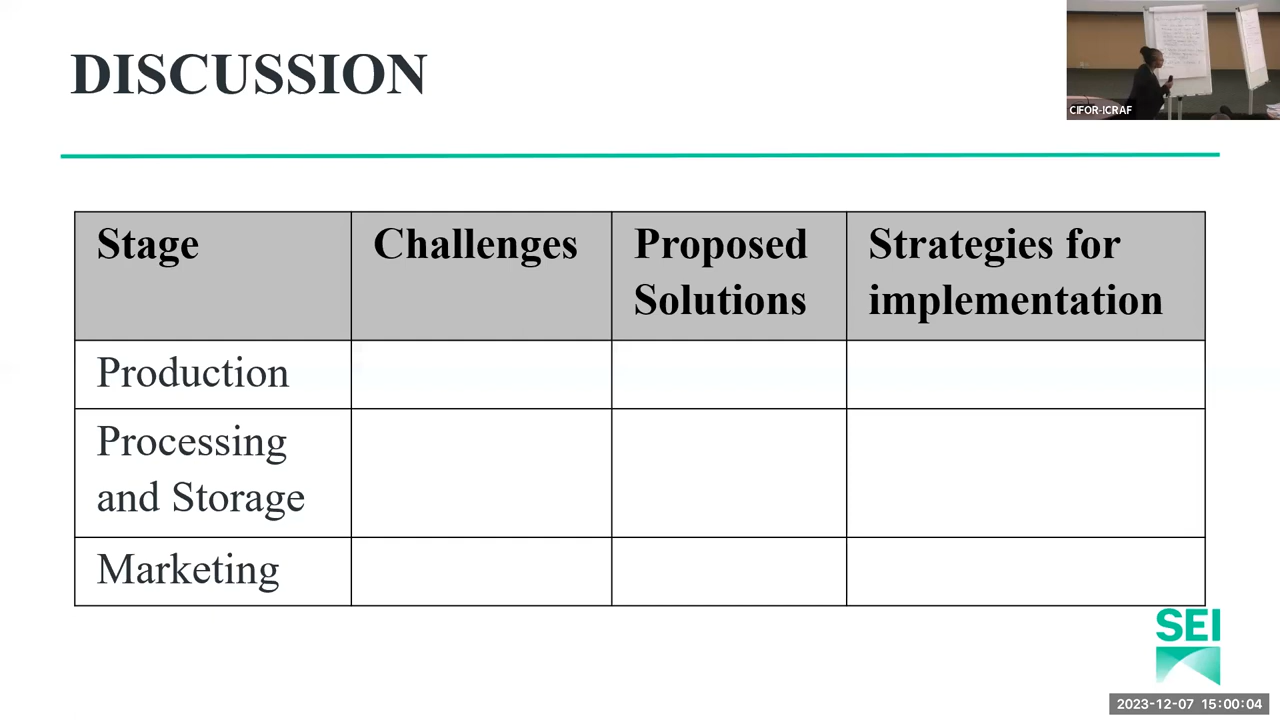 DISCUSSION
CIFOR-ICRAF
Stage
Challenges
Proposed
Solutions
Strategies for
implementation
Production
Processing
and Storage
Marketing
SEI
2023-12-07 15:00:04